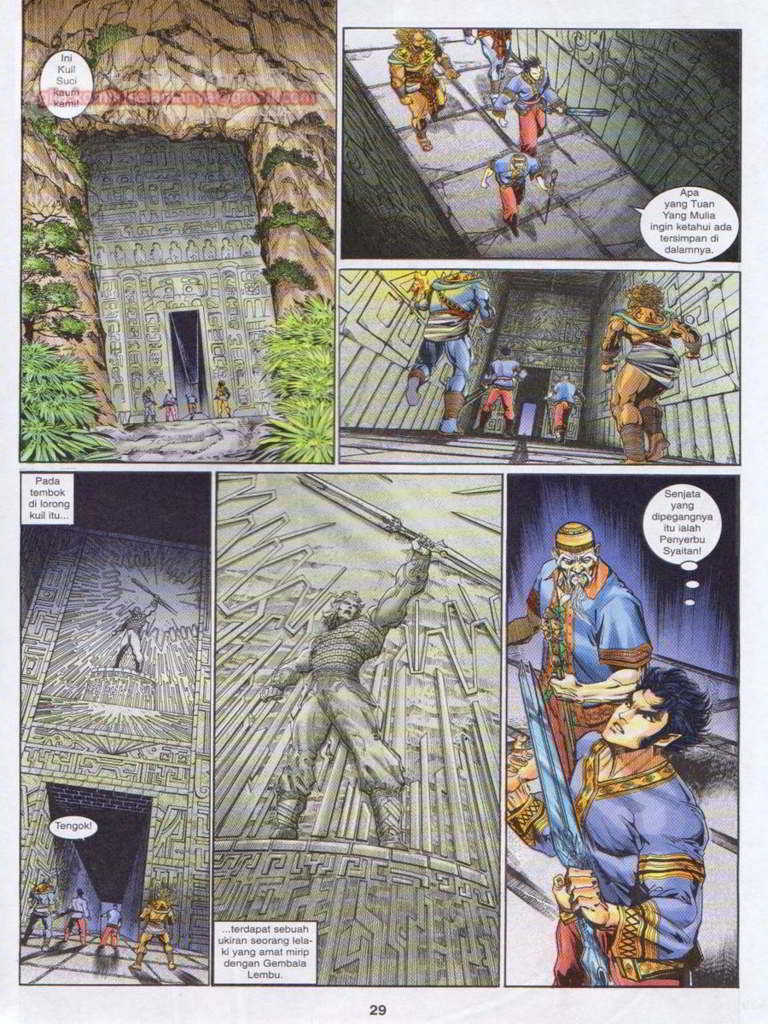 Ini
Kuil
Suci
kaum
kami!
Apa
yang Tuan
Yang Mulia
ingin ketahui ada
tersimpan di
dalamnya.
Pada
tembok
di lorong
kuil itu...
Tengok!
...terdapat sebuah
ukiran seorang lela-
ki yang amat mirip
dengan Gembala
Lembu.
Senjata
yang
dipegangnya
itu ialah
Penyerbu
Syaitan!
29